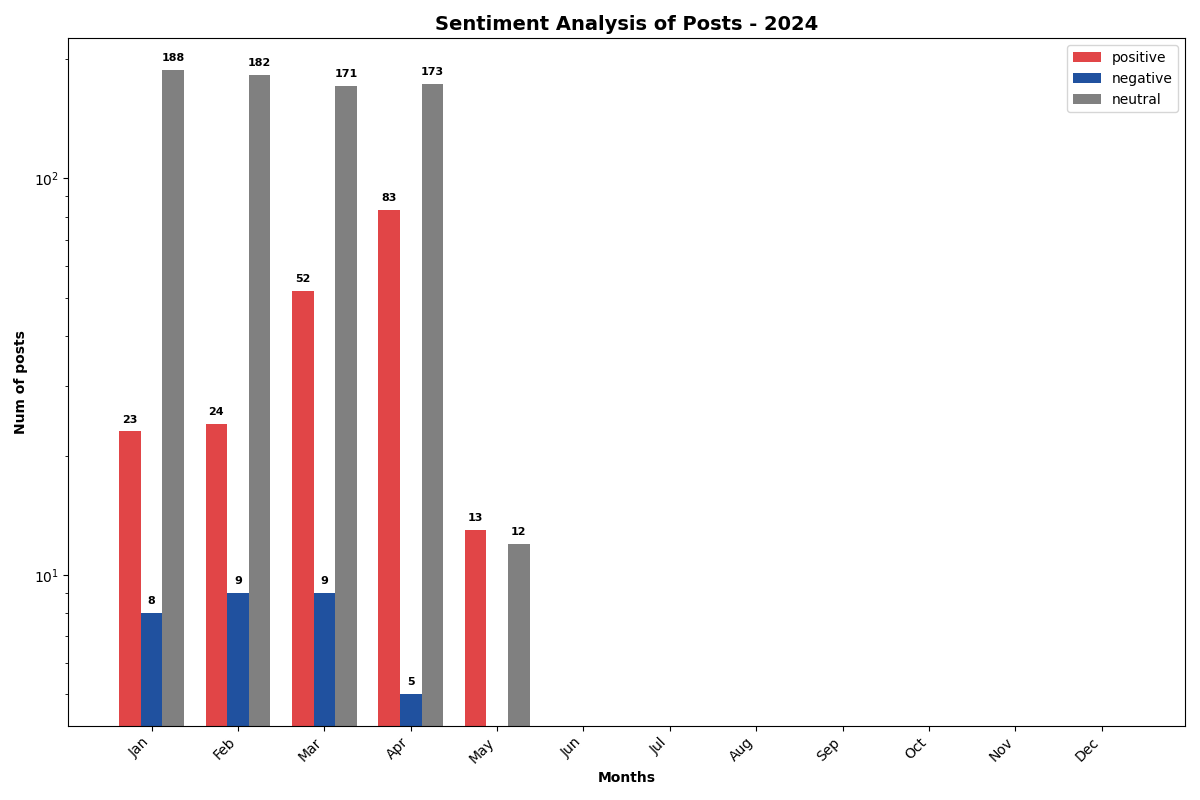 Sentiment Analysis of Posts - 2024
positive
negative
neutral
188
182
171
173
83
52
23
24
13
12
8
9
9
5
10²
10¹
Num of posts
Jan
Feb
Mar
Apr
May
Jun
Jul
Aug
Sep
Oct
Nov
Dec
Months